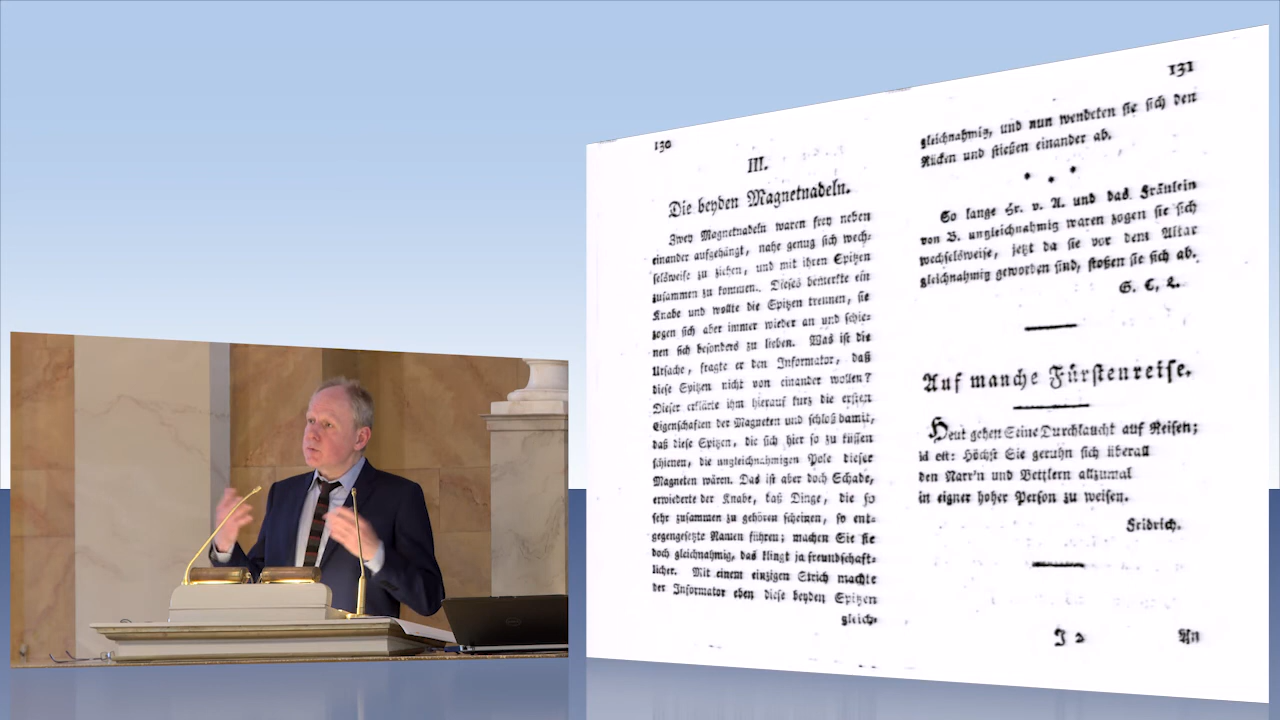 130
III.
Die beyden Magnetnadeln.
Zwey Magnetnadeln waren frey neben
einander aufgehängt, nahe genug sich wech-
selsweise zu ziehen, und mit ihren Spitzen
zusammen zu kommen. Dieses bemerkte ein
Knabe und wollte die Spitzen trennen, sie
zogen sich aber immer wieder an und schie-
nen sich besonders zu lieben. Was ist die
Ursache, fragte er den Informator, daß
diese Spitzen nicht von einander wollen?
Dieser erklärte ihm hierauf kurz die ersten
Eigenschaften der Magneten und schloß damit,
daß diese Spitzen, die sich hier so zu küssen
schienen, die ungleichnahmigen Pole dieser
Magneten wären. Das ist aber doch Schade,
erwiederte der Knabe, daß Dinge, die so
sehr zusammen zu gehören scheinen, so ent-
gegengesetzte Namen führen; machen Sie sie
doch gleichnahmig, das klingt ja freundschaft-
licher. Mit einem einzigen Strich machte
der Informator eben diese beyden Spitzen
gleich-
131
gleichnahmig, und nun wendeten sie sich den
Rücken und stießen einander ab.
* * *
So lange Hr. v. A. und das Fräulein
von B. ungleichnahmig waren zogen sie sich
wechselsweise, jetzt da sie vor dem Altar
gleichnahmig geworden sind, stoßen sie sich ab.
G. C. L.
Auf manche Fürstenreise.
Heut gehen Seine Durchlaucht auf Reisen;
id est: Höchst Sie geruhn sich überall
den Narr'n und Bettlern allzumal
in eigner hoher Person zu weisen.
Fridrich.
J 2
An